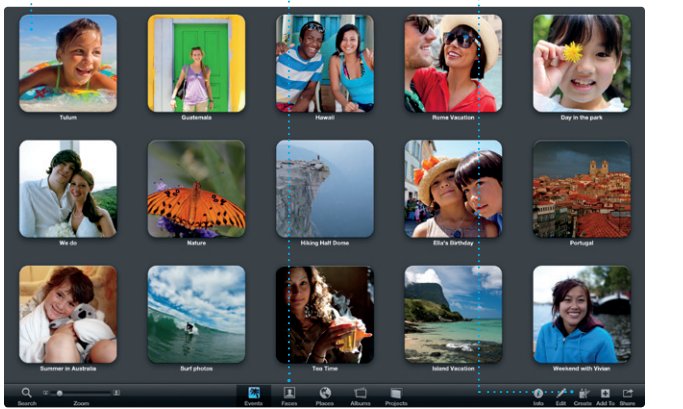 Tulum
Guatemala
Hawaii
Rome Vacation
Day in the park
We do
Nature
Hiking Half Dome
Ella's Birthday
Portugal
Summer in Australia
Surf photos
Tea Time
Island Vacation
Weekend with Vivian
Search
Zoom
Events
Faces
Places
Albums
Projects
Info
Edit
Create
Add To
Share